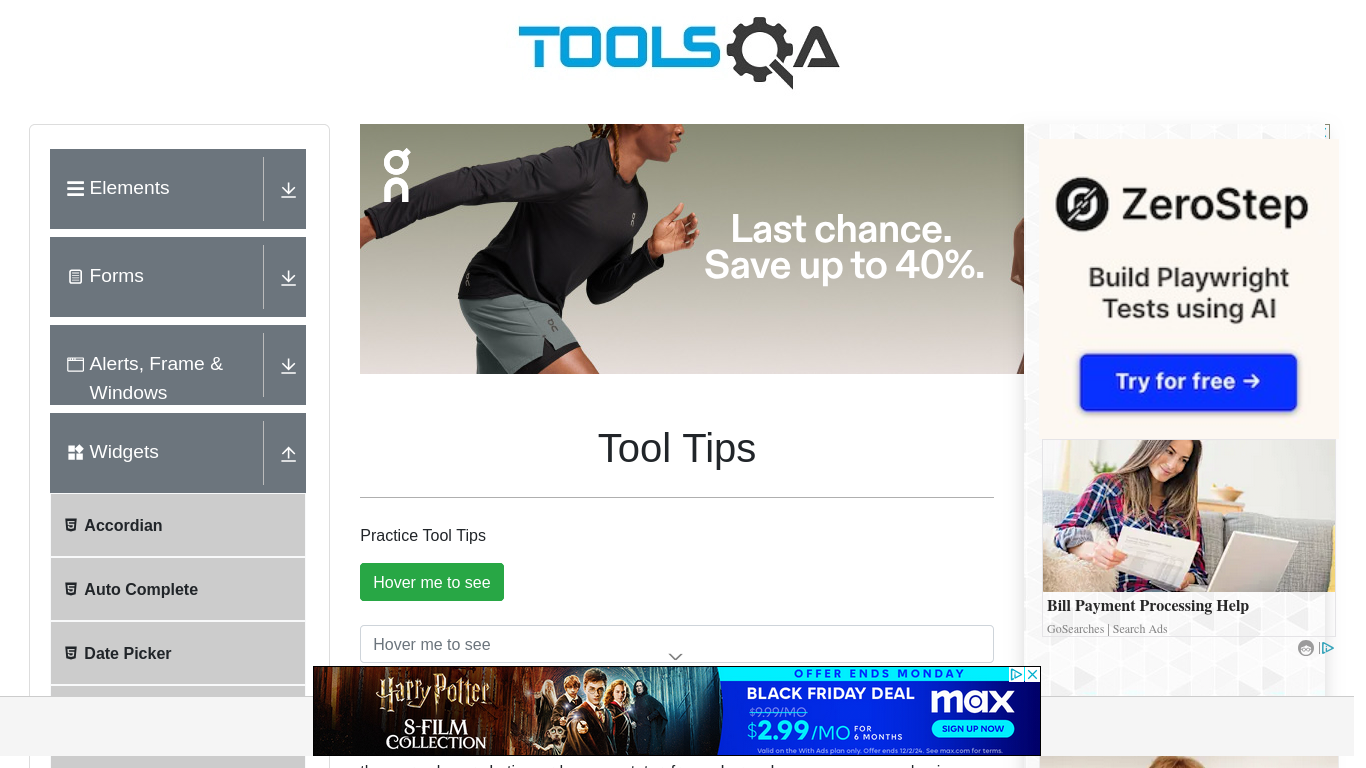 TOOLSQA
Elements
Forms
Alerts, Frame &
Windows
Widgets
Accordian
Auto Complete
Date Picker
on
Last chance.
Save up to 40%.
Tool Tips
Practice Tool Tips
Hover me to see
Hover me to see
ZeroStep
Build Playwright
Tests using AI
Try for free →
Bill Payment Processing Help
GoSearches | Search Ads
Harry Potter
8-FILM
COLLECTION
OFFER ENDS MONDAY
BLACK FRIDAY DEAL
$9.99/MO
$2.99/MO FOR
6 MONTHS
max
SIGN UP NOW
Valid on the With Ads plan only. Offer ends 12/2/24. See max.com for terms.